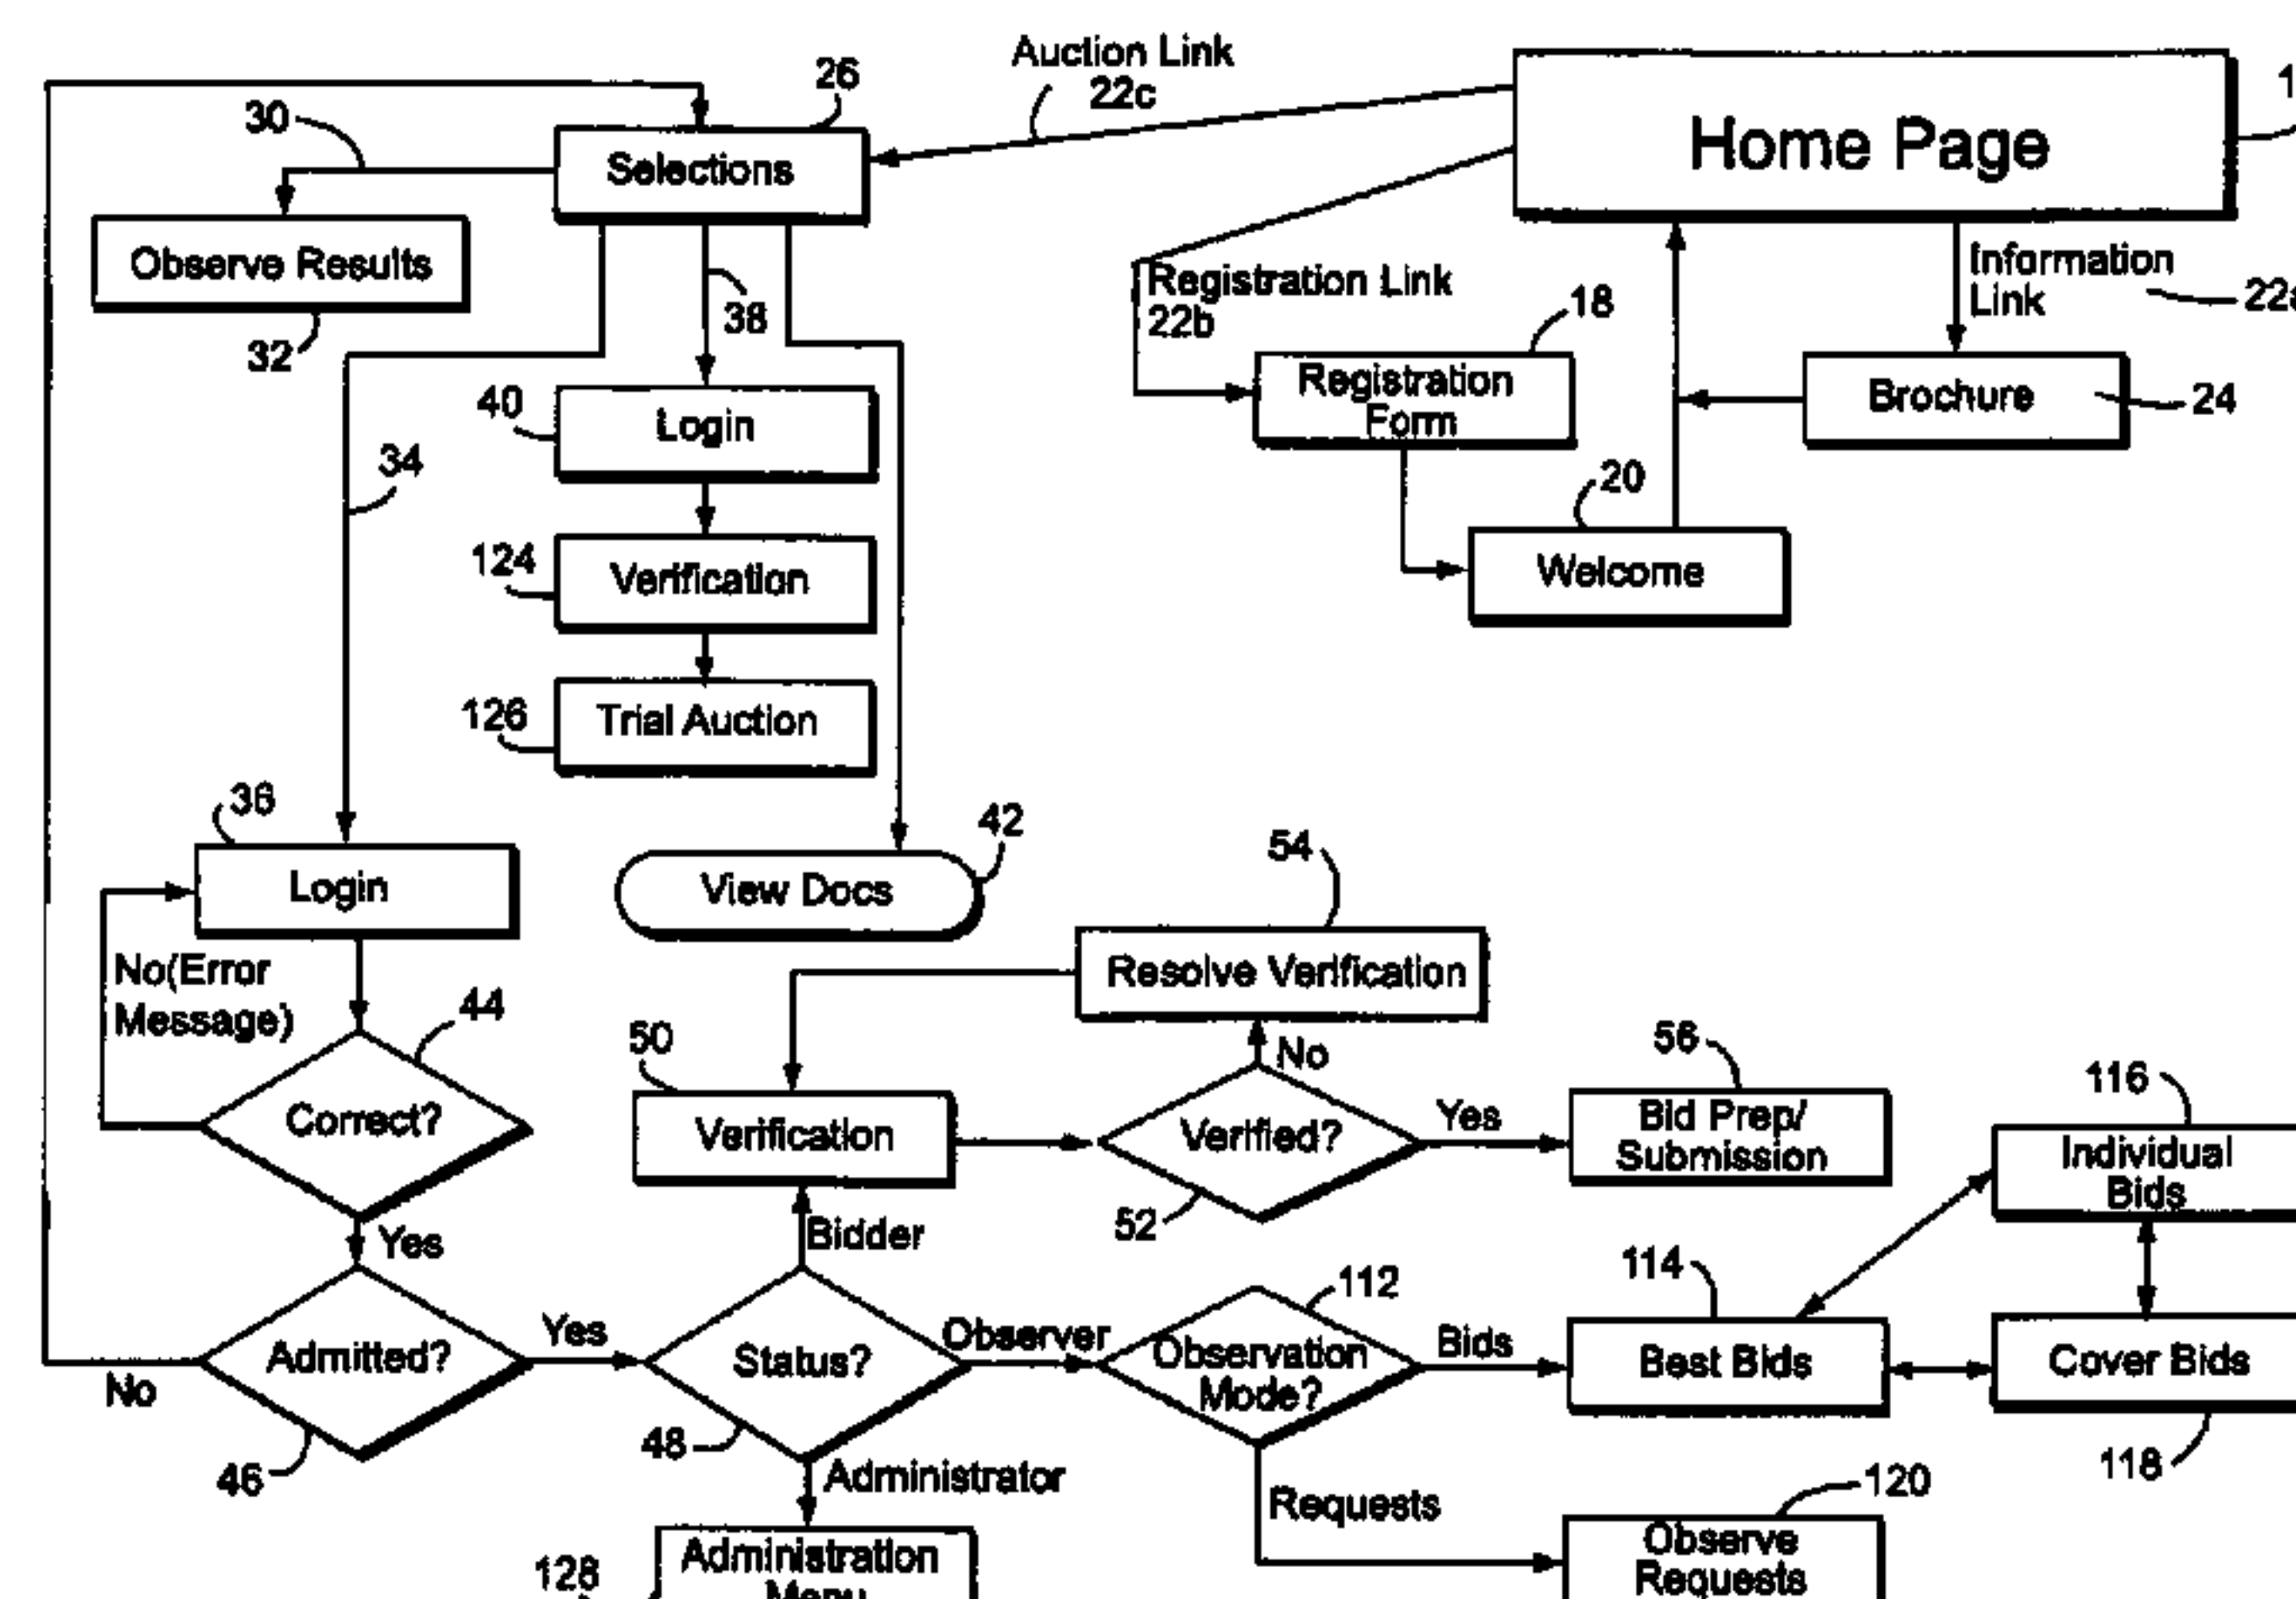 Auction Link
22c
26
30
Selections
Home Page
Observe Results
32
38
Registration Link
22b
Information
Link
18
Registration
Form
Brochure
24
40
Login
34
20
Welcome
124
Verification
126
Trial Auction
36
Login
42
View Docs
54
Resolve Verification
No(Error
Message)
44
Correct?
50
Verification
No
Verified?
52
Yes
56
Bid Prep/
Submission
116
Individual
Bids
Yes
Bidder
114
112
Admitted?
No
46
Yes
Status?
48
Observer
Observation
Mode?
Bids
Best Bids
Cover Bids
118
Administrator
Requests
120
Observe
Requests
128
Administration
Menu